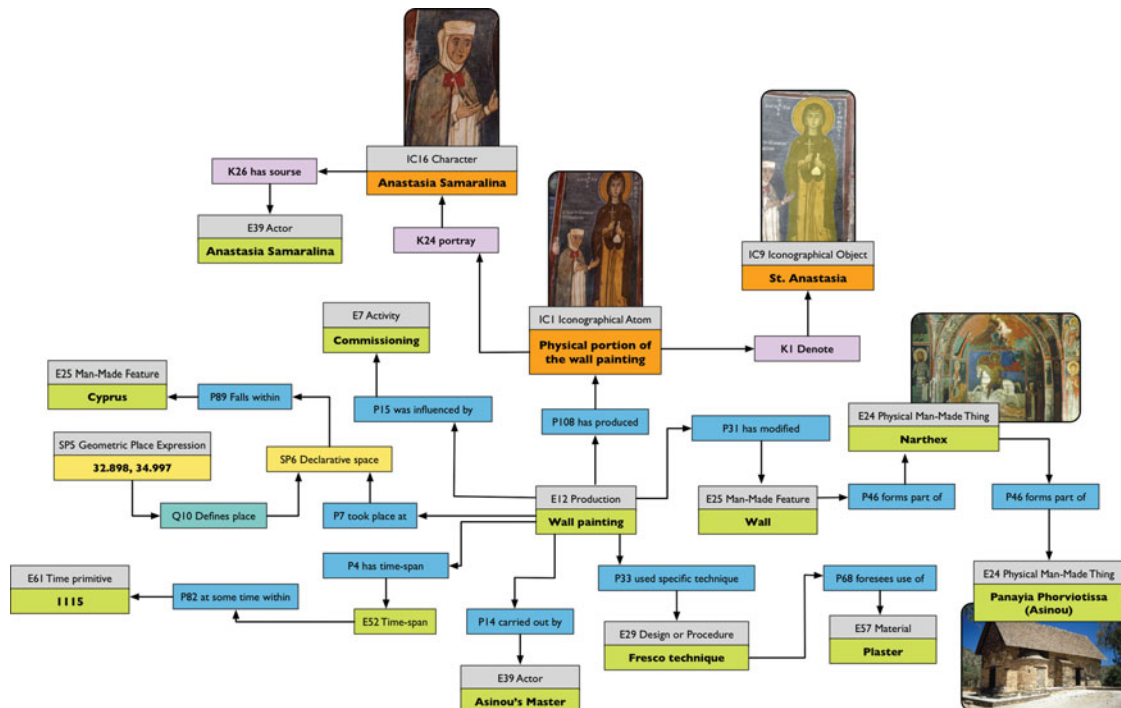 IC16 Character
Anastasia Samaralina
K26 has sourse
E39 Actor
Anastasia Samaralina
K24 portray
IC9 Iconographical Object
St. Anastasia
IC1 Iconographical Atom
Physical portion of
the wall painting
K1 Denote
E7 Activity
Commissioning
E25 Man-Made Feature
Cyprus
P89 Falls within
P15 was influenced by
P108 has produced
P31 has modified
E24 Physical Man-Made Thing
Narthex
SP5 Geometric Place Expression
32.898, 34.997
SP6 Declarative space
E12 Production
Wall painting
E25 Man-Made Feature
Wall
P46 forms part of
P46 forms part of
Q10 Defines place
P7 took place at
P4 has time-span
P33 used specific technique
P68 foresees use of
E24 Physical Man-Made Thing
Panayia Phorviotissa
(Asinou)
E61 Time primitive
1115
P82 at some time within
E52 Time-span
P14 carried out by
E29 Design or Procedure
Fresco technique
E57 Material
Plaster
E39 Actor
Asinou's Master